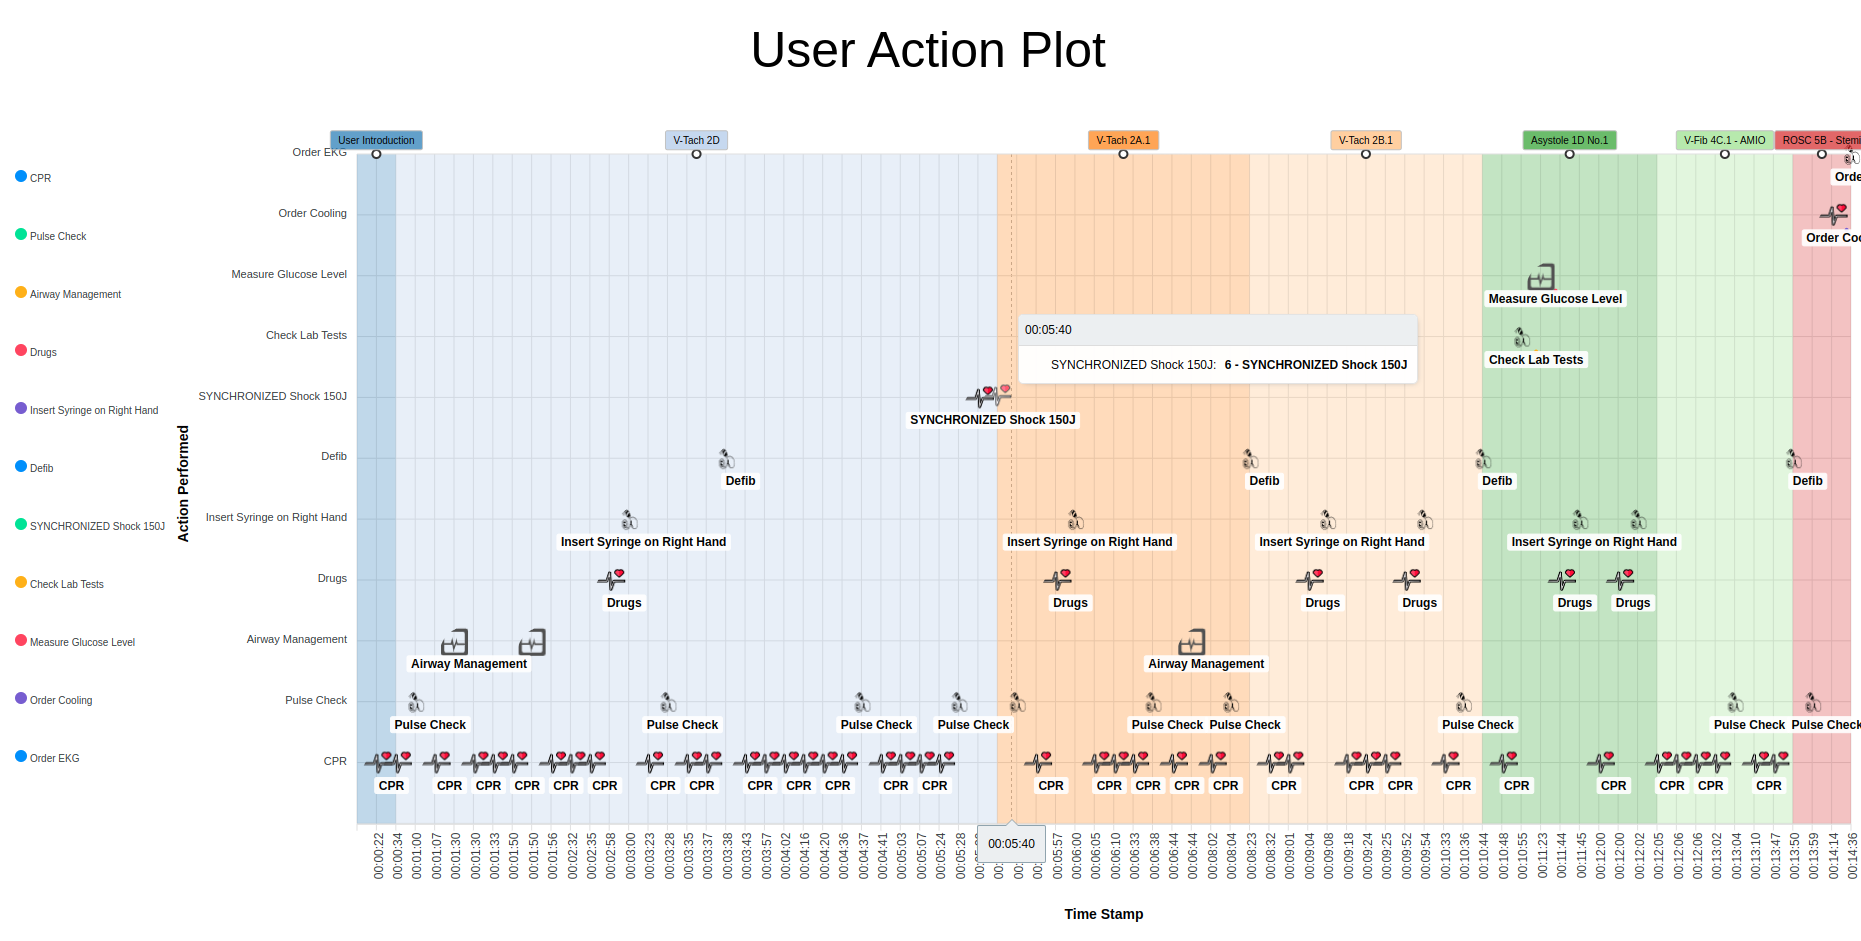 User Action Plot
User Introduction
V-Tach 2D
V-Tach 2A.1
V-Tach 2B.1
Asystole 1D No.1
V-Fib 4C.1 - AMIO
ROSC 5B - Stemi
CPR
Pulse Check
Airway Management
Drugs
Insert Syringe on Right Hand
Defib
SYNCHRONIZED Shock 150J
Check Lab Tests
Measure Glucose Level
Order Cooling
Order EKG
Action Performed
Order EKG
Order Cooling
Measure Glucose Level
Check Lab Tests
SYNCHRONIZED Shock 150J
Defib
Insert Syringe on Right Hand
Drugs
Airway Management
Pulse Check
CPR
Orde
Order Coo
Measure Glucose Level
Check Lab Tests
00:05:40
SYNCHRONIZED Shock 150J: 6 - SYNCHRONIZED Shock 150J
SYNCHRONIZED Shock 150J
Defib Defib Defib Defib
Insert Syringe on Right Hand Insert Syringe on Right Hand Insert Syringe on Right Hand Insert Syringe on Right Hand
Drugs Drugs Drugs Drugs Drugs Drugs
Airway Management Airway Management
Pulse Check Pulse Check Pulse Check Pulse Check Pulse Check Pulse Check Pulse Check Pulse Check Pulse Check
CPR CPR CPR CPR CPR CPR CPR CPR CPR CPR CPR CPR CPR CPR CPR CPR CPR CPR CPR CPR CPR CPR CPR CPR CPR CPR CPR
00:00:22
00:00:34
00:01:00
00:01:07
00:01:30
00:01:30
00:01:33
00:01:50
00:01:50
00:01:56
00:02:32
00:02:35
00:02:58
00:03:00
00:03:23
00:03:28
00:03:35
00:03:37
00:03:38
00:03:43
00:03:57
00:04:02
00:04:16
00:04:20
00:04:36
00:04:37
00:04:41
00:05:03
00:05:07
00:05:24
00:05:28
00:05:40
00:05:57
00:06:00
00:06:05
00:06:10
00:06:33
00:06:38
00:06:44
00:06:44
00:08:02
00:08:04
00:08:23
00:08:32
00:09:01
00:09:04
00:09:08
00:09:18
00:09:24
00:09:25
00:09:52
00:09:54
00:10:33
00:10:36
00:10:44
00:10:48
00:10:55
00:11:23
00:11:44
00:11:45
00:12:00
00:12:00
00:12:02
00:12:05
00:12:06
00:12:06
00:13:02
00:13:04
00:13:10
00:13:47
00:13:50
00:13:59
00:14:14
00:14:36
Time Stamp